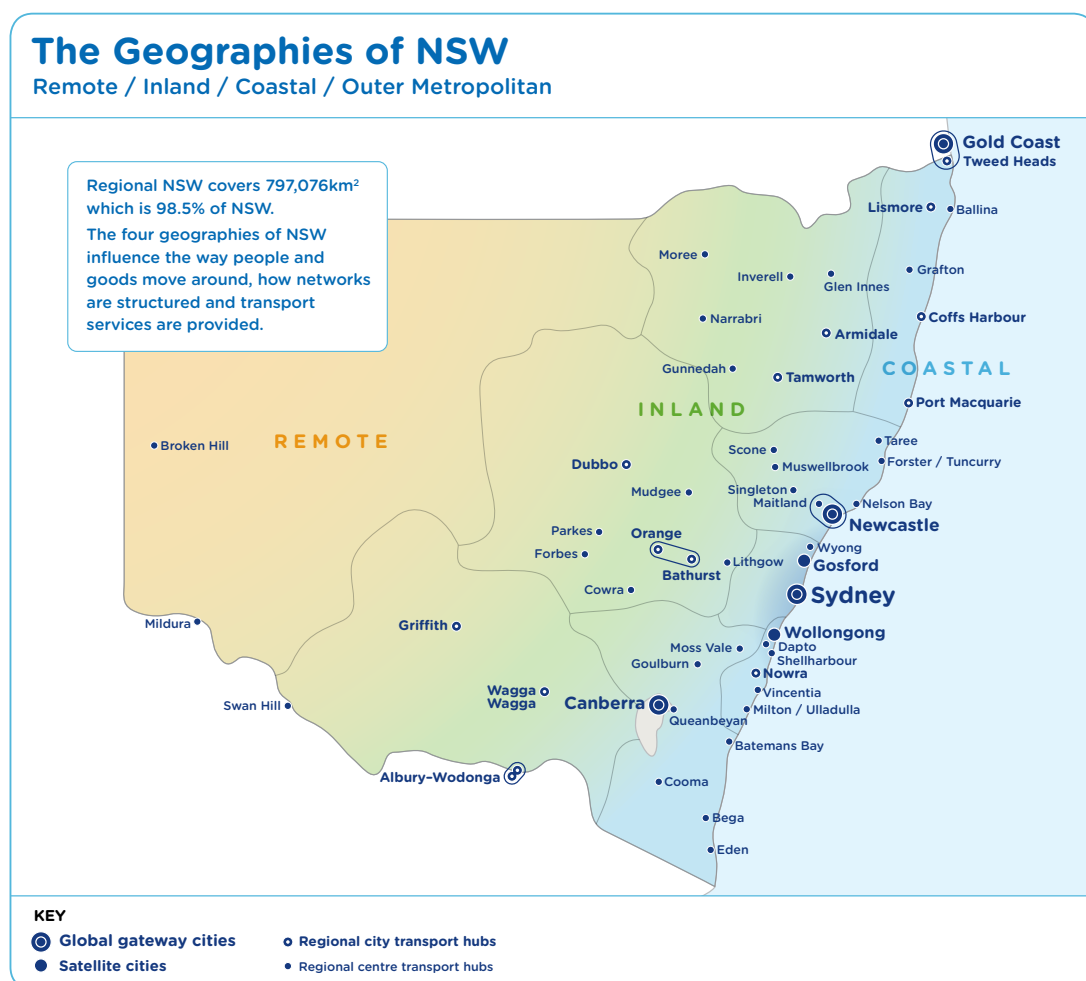 The Geographies of NSW
Remote / Inland / Coastal / Outer Metropolitan
Regional NSW covers 797,076km²
which is 98.5% of NSW.
The four geographies of NSW
influence the way people and
goods move around, how networks
are structured and transport
services are provided.
Gold Coast
Tweed Heads
Lismore
Ballina
Moree
Inverell
Glen Innes
Grafton
Narrabri
Coffs Harbour
Armidale
Gunnedah
Tamworth
COASTAL
INLAND
Port Macquarie
REMOTE
Broken Hill
Taree
Scone
Forster / Tuncurry
Dubbo
Muswellbrook
Mudgee
Singleton
Maitland
Nelson Bay
Newcastle
Parkes
Orange
Forbes
Wyong
Lithgow
Gosford
Bathurst
Cowra
Sydney
Mildura
Griffith
Wollongong
Moss Vale
Dapto
Goulburn
Shellharbour
Nowra
Wagga
Wagga
Vincentia
Swan Hill
Canberra
Milton / Ulladulla
Queanbeyan
Batemans Bay
Albury-Wodonga
Cooma
Bega
Eden
KEY
Global gateway cities
Regional city transport hubs
Satellite cities
Regional centre transport hubs